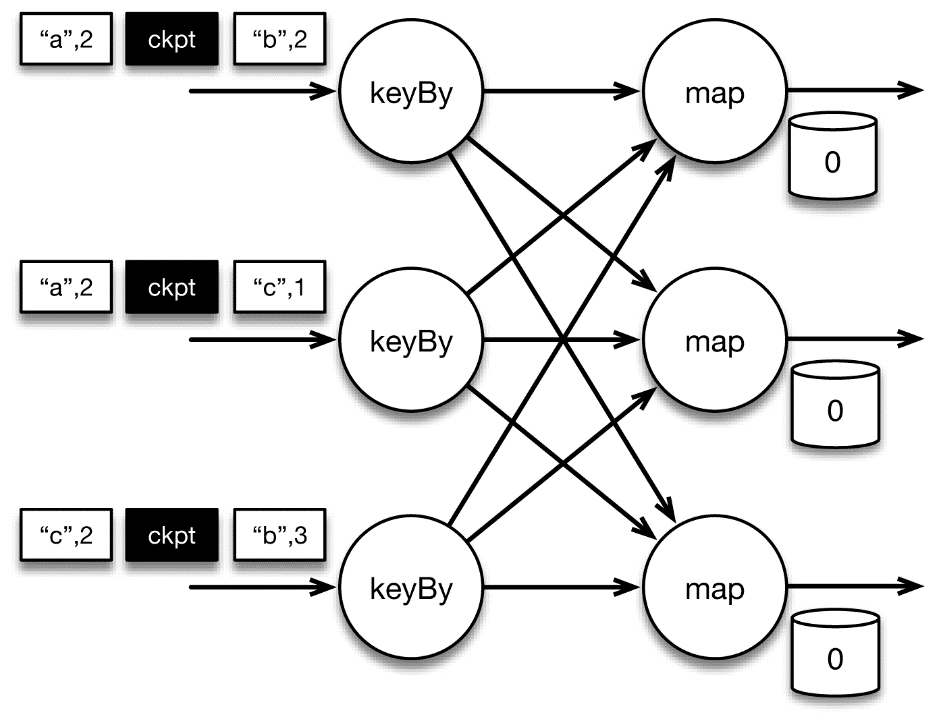 “a”,2 ckpt “b”,2
keyBy map
0
“a”,2 ckpt “c”,1
keyBy map
0
“c”,2 ckpt “b”,3
keyBy map
0